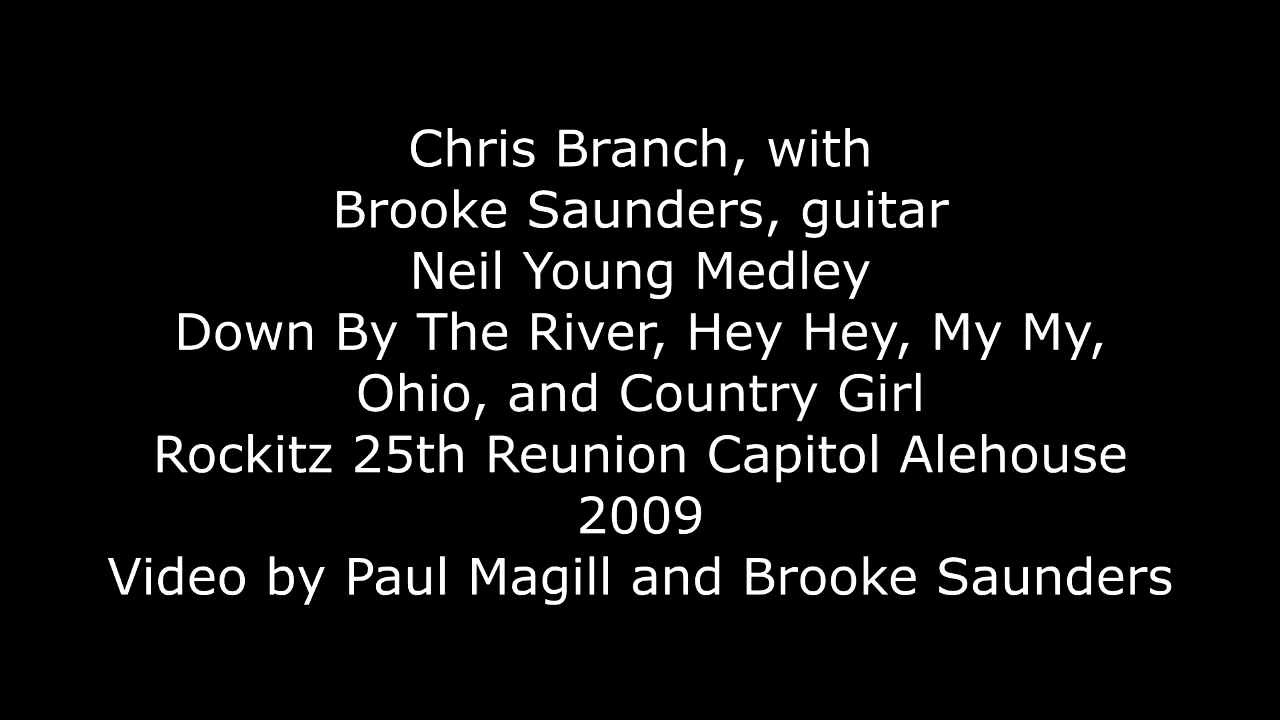 Chris Branch, with
Brooke Saunders, guitar
Neil Young Medley
Down By The River, Hey Hey, My My,
Ohio, and Country Girl
Rockitz 25th Reunion Capitol Alehouse
2009
Video by Paul Magill and Brooke Saunders